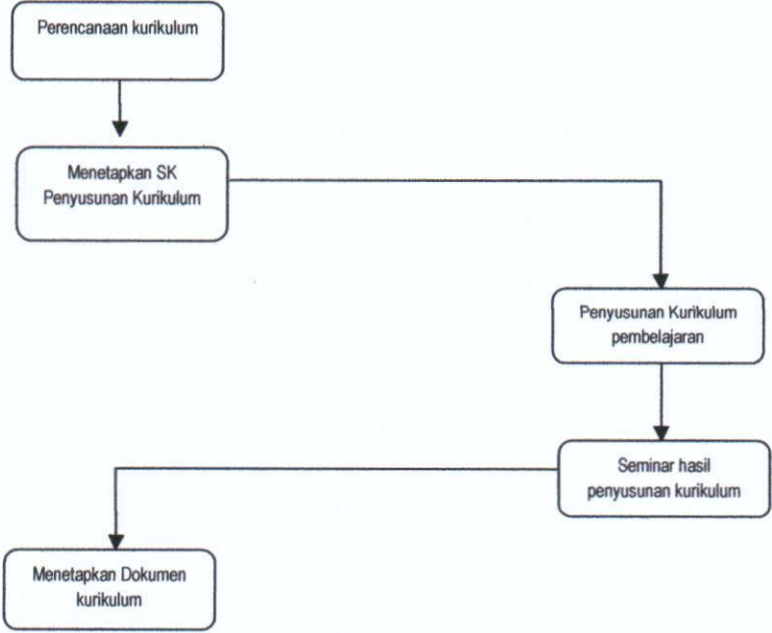 Perencanaan kurikulum
Menetapkan SK
Penyusunan Kurikulum
Penyusunan Kurikulum
pembelajaran
Seminar hasil
penyusunan kurikulum
Menetapkan Dokumen
kurikulum